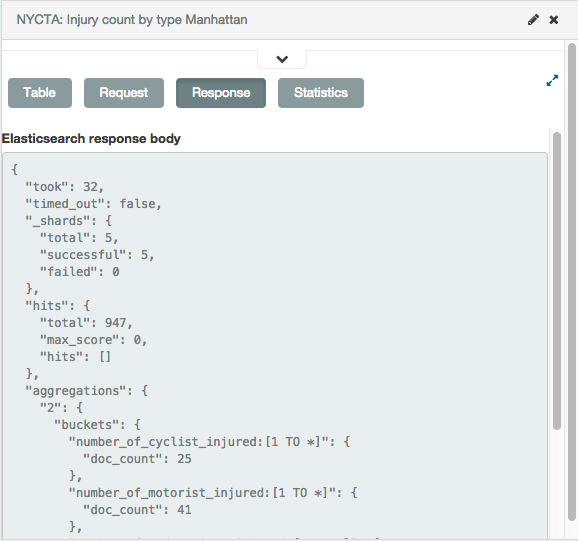 NYCTA: Injury count by type Manhattan
Table Request Response Statistics
Elasticsearch response body
{
  "took": 32,
  "timed_out": false,
  "_shards": {
    "total": 5,
    "successful": 5,
    "failed": 0
  },
  "hits": {
    "total": 947,
    "max_score": 0,
    "hits": []
  },
  "aggregations": {
    "2": {
      "buckets": {
        "number_of_cyclist_injured:[1 TO *]": {
          "doc_count": 25
        },
        "number_of_motorist_injured:[1 TO *]": {
          "doc_count": 41
        },